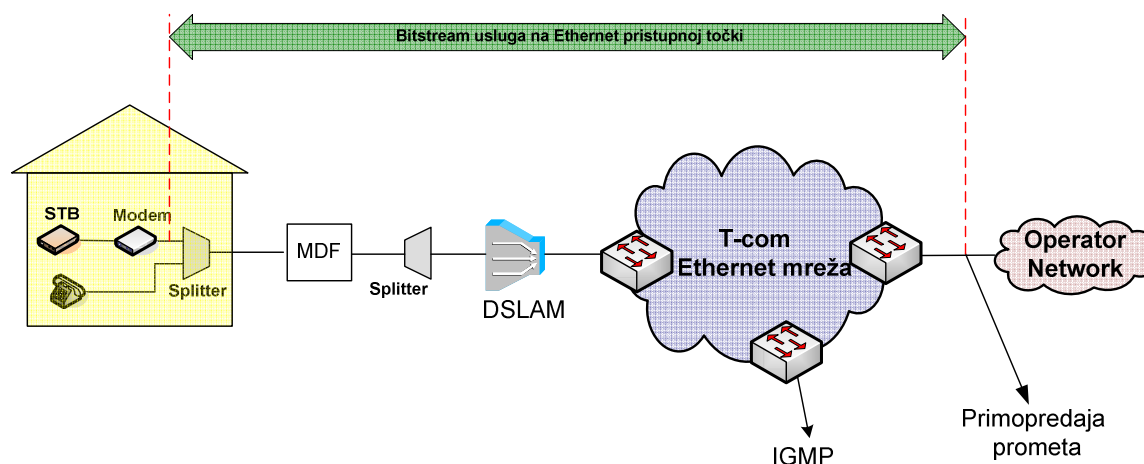 Bitstream usluga na Ethernet pristupnoj točki
STB
Modem
Splitter
MDF
Splitter
DSLAM
T-com
Ethernet mreža
Operator
Network
IGMP
Primopredaja
prometa